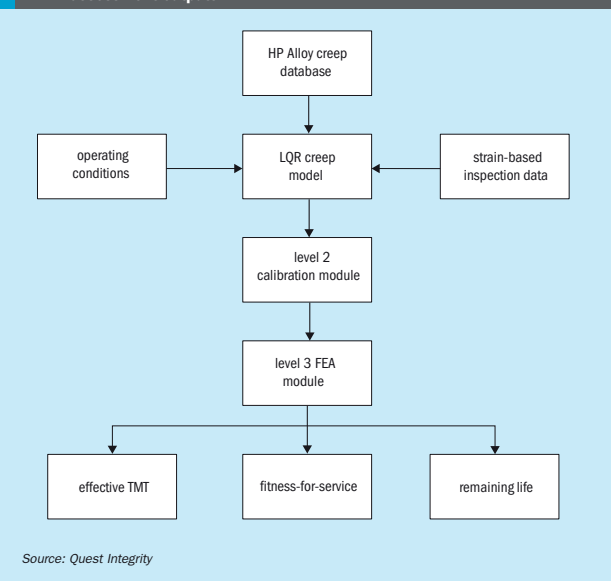 HP Alloy creep
database
operating
conditions
LQR creep
model
strain-based
inspection data
level 2
calibration module
level 3 FEA
module
effective TMT
fitness-for-service
remaining life
Source: Quest Integrity